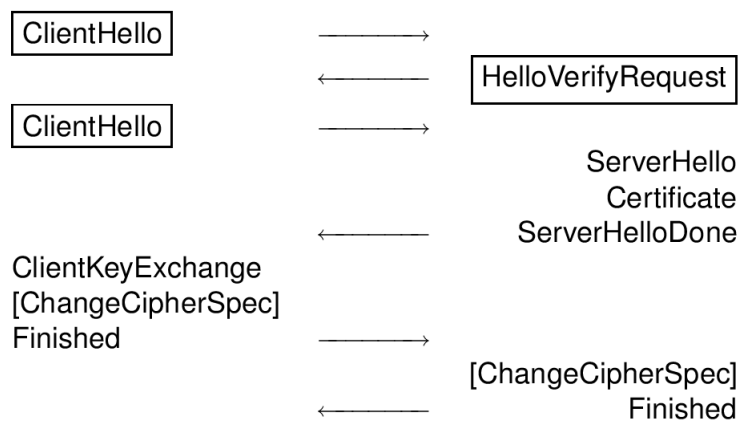 ClientHello
HelloVerifyRequest
ClientHello
ServerHello
Certificate
ServerHelloDone
ClientKeyExchange
[ChangeCipherSpec]
Finished
[ChangeCipherSpec]
Finished